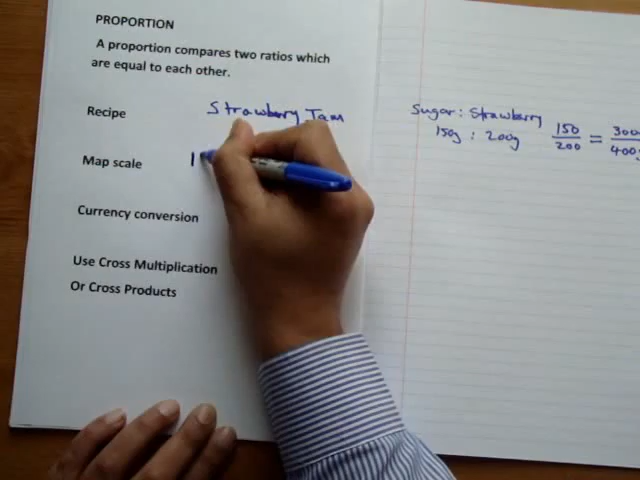 PROPORTION
A proportion compares two ratios which
are equal to each other.
Recipe Strawberry Jam
Map scale 1
Currency conversion
Use Cross Multiplication
Or Cross Products
Sugar : Strawberry
150g : 200g 150/200 = 300/400